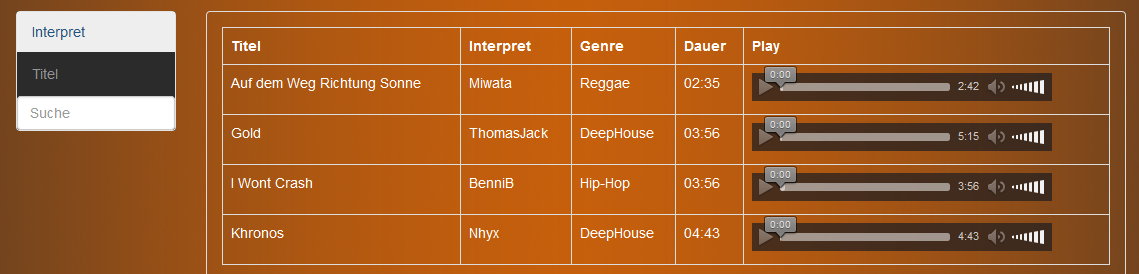 Interpret
Titel
Suche
Titel Interpret Genre Dauer Play
Auf dem Weg Richtung Sonne Miwata Reggae 02:35 0:00 2:42
Gold ThomasJack DeepHouse 03:56 0:00 5:15
I Wont Crash BenniB Hip-Hop 03:56 0:00 3:56
Khronos Nhyx DeepHouse 04:43 0:00 4:43